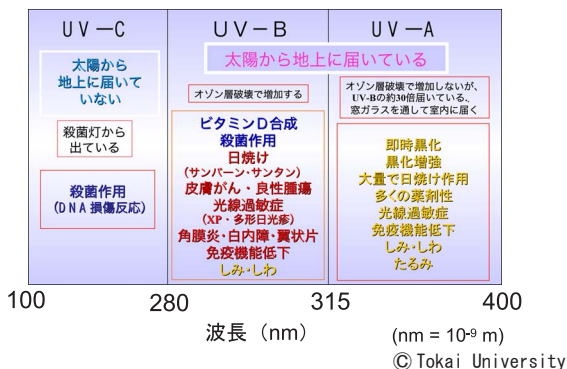 UV－C
太陽から
地上に届いて
いない
殺菌灯から
出ている
殺菌作用
(DNA損傷反応)
UV－B
UV－A
太陽から地上に届いている
オゾン層破壊で増加する
ビタミンD合成
殺菌作用
日焼け
(サンバーン・サンタン)
皮膚がん・良性腫瘍
光線過敏症
(XP・多形日光疹)
角膜炎・白内障・翼状片
免疫機能低下
しみ・しわ
オゾン層破壊で増加しないが、
UV-Bの約30倍届いている、
窓ガラスを通して室内に届く
即時黒化
黒化増強
大量で日焼け作用
多くの薬剤性
光線過敏症
免疫機能低下
しみ・しわ
たるみ
100
280
315
400
波長（nm）
(nm = 10-9 m)
© Tokai University